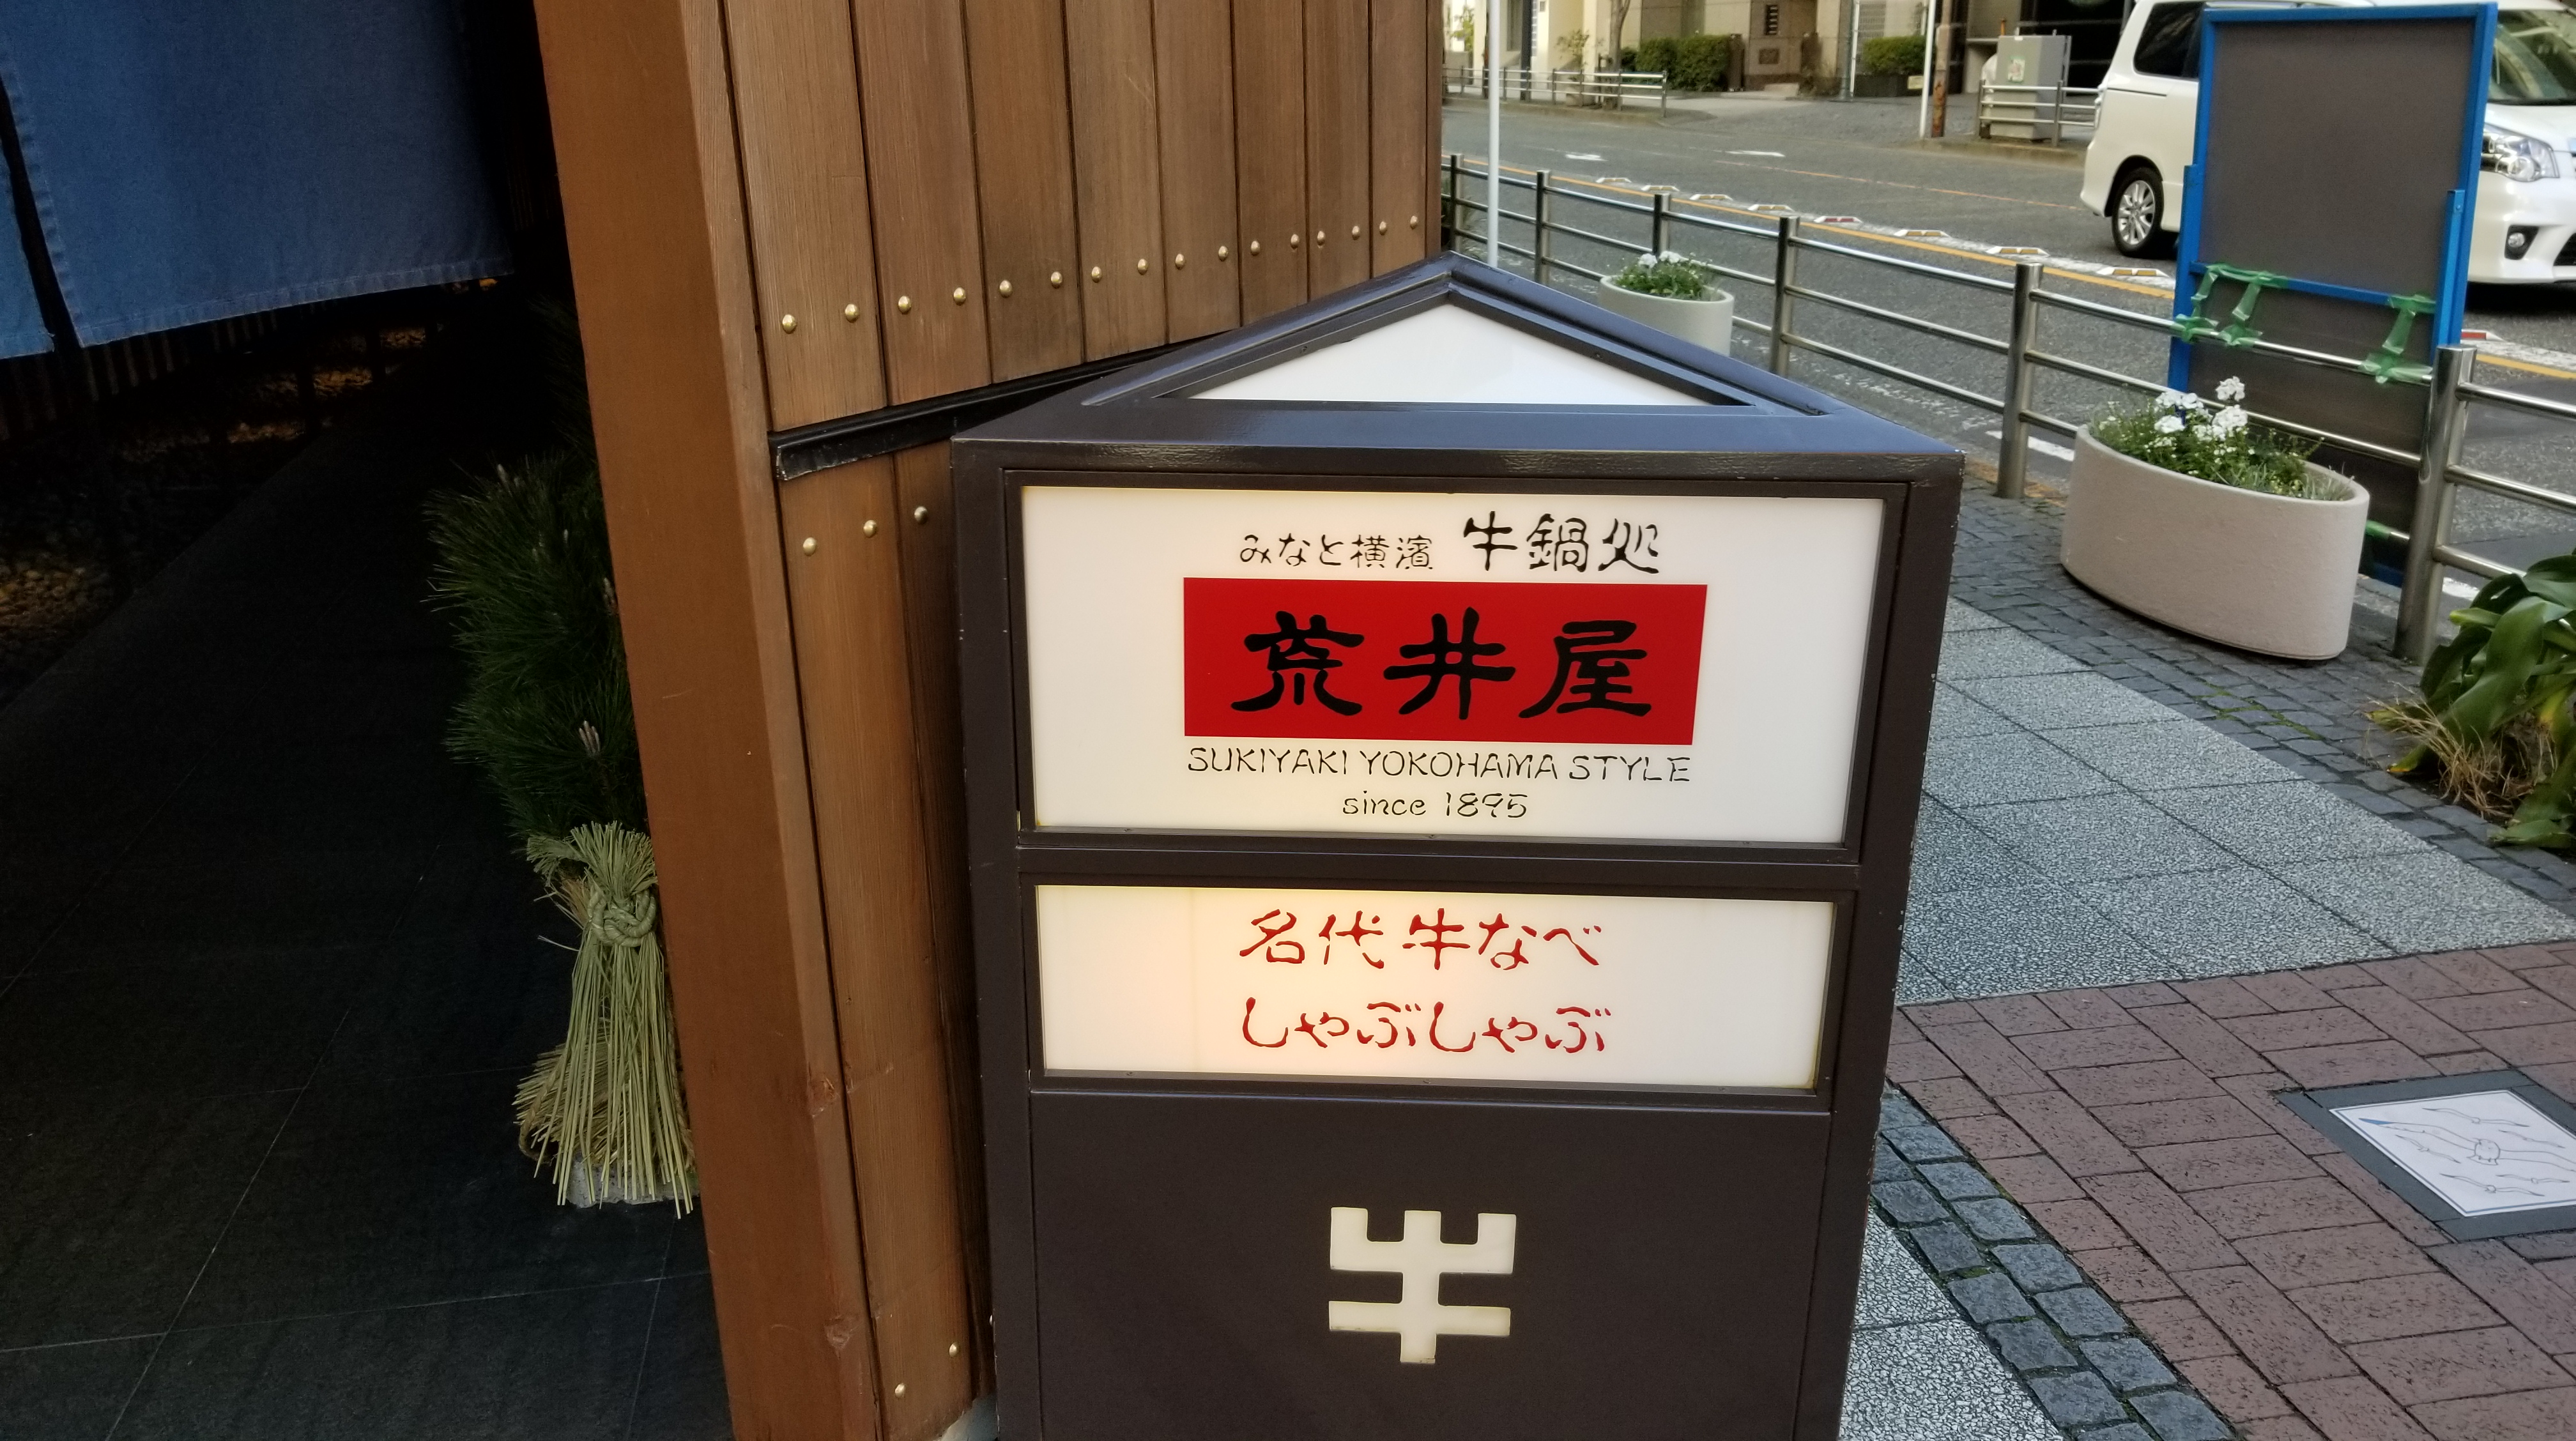 みなと横濱 牛鍋処
荒井屋
SUKIYAKI YOKOHAMA STYLE
since 1895
名代 牛なべ
しゃぶしゃぶ
牛